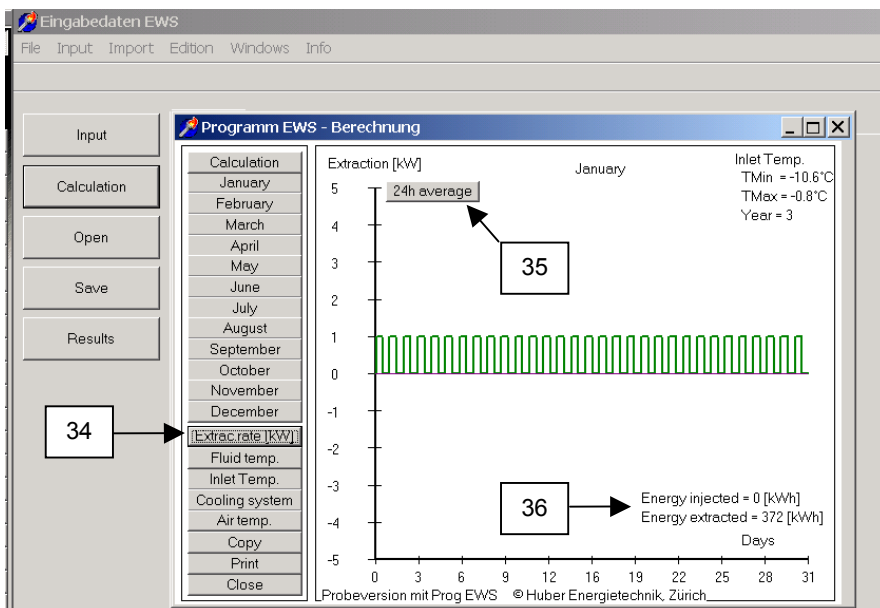 Eingabedaten EWS
File Input Import Edition Windows Info
Input
Calculation
Open
Save
Results
34
Programm EWS - Berechnung
Calculation
January
February
March
April
May
June
July
August
September
October
November
December
Extrac.rate [kW]
Fluid temp.
Inlet Temp.
Cooling system
Air temp.
Copy
Print
Close
Extraction [kW]
January
Inlet Temp.
TMin = -10.6°C
TMax = -0.8°C
Year = 3
24h average
35
5
4
3
2
1
0
-1
-2
-3
-4
-5
36
Energy injected = 0 [kWh]
Energy extracted = 372 [kWh]
Days
0 3 6 9 12 16 19 22 25 28 31
Probeversion mit Prog EWS © Huber Energietechnik, Zürich